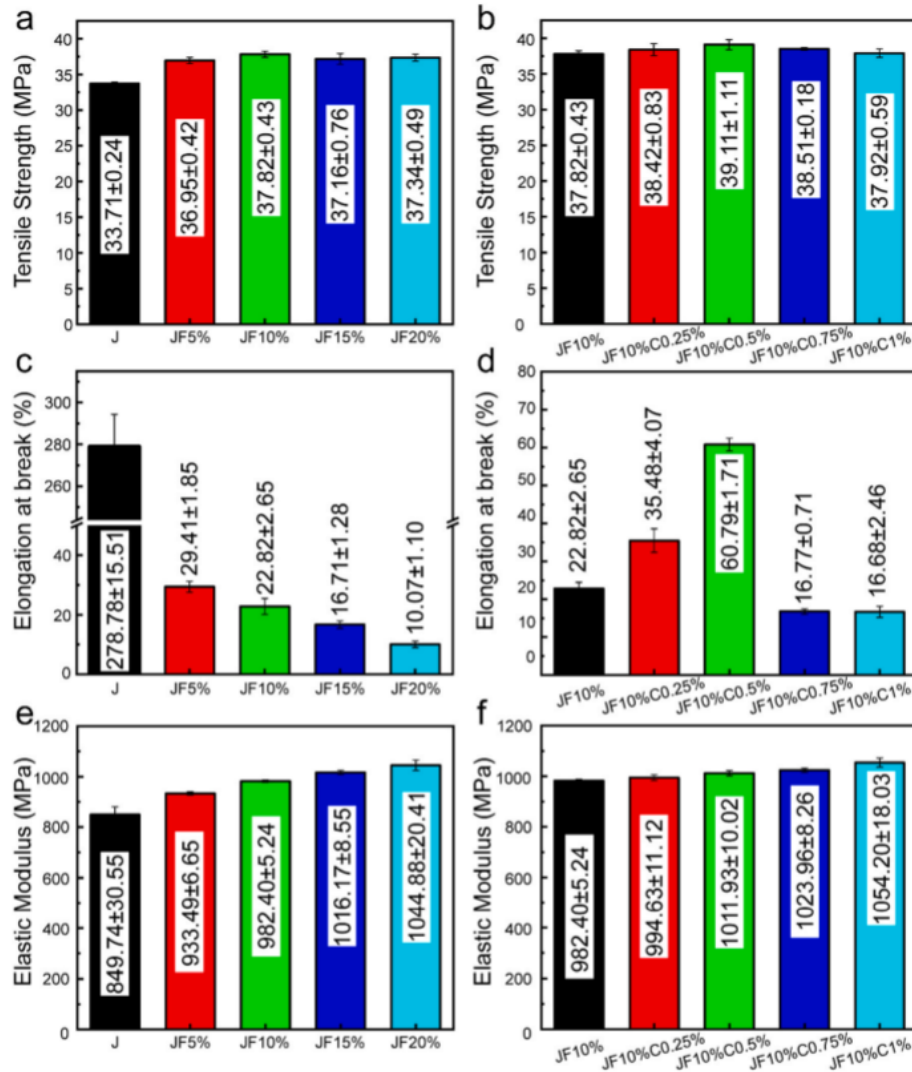 a
Tensile Strength (MPa)
40
35
30
25
20
15
10
5
0
33.71±0.24
36.95±0.42
37.82±0.43
37.16±0.76
37.34±0.49
J
JF5%
JF10%
JF15%
JF20%
b
Tensile Strength (MPa)
40
35
30
25
20
15
10
5
0
37.82±0.43
38.42±0.83
39.11±1.11
38.51±0.18
37.92±0.59
JF10%
JF10%C0.25%
JF10%C0.5%
JF10%C0.75%
JF10%C1%
c
Elongation at break (%)
300
280
260
40
20
0
278.78±15.51
29.41±1.85
22.82±2.65
16.71±1.28
10.07±1.10
J
JF5%
JF10%
JF15%
JF20%
d
Elongation at break (%)
80
70
60
50
40
30
20
10
0
22.82±2.65
35.48±4.07
60.79±1.71
16.77±0.71
16.68±2.46
JF10%
JF10%C0.25%
JF10%C0.5%
JF10%C0.75%
JF10%C1%
e
Elastic Modulus (MPa)
1200
1000
800
600
400
200
0
849.74±30.55
933.49±6.65
982.40±5.24
1016.17±8.55
1044.88±20.41
J
JF5%
JF10%
JF15%
JF20%
f
Elastic Modulus (MPa)
1200
1000
800
600
400
200
0
982.40±5.24
994.63±11.12
1011.93±10.02
1023.96±8.26
1054.20±18.03
JF10%
JF10%C0.25%
JF10%C0.5%
JF10%C0.75%
JF10%C1%